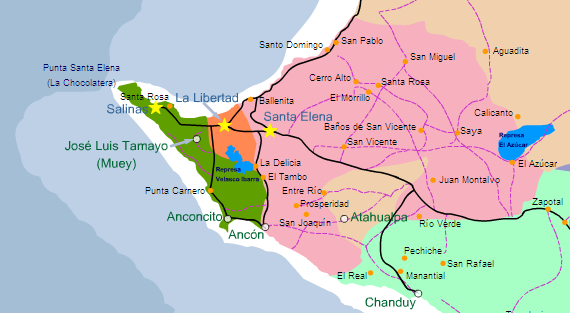 Santo Domingo
San Pablo
Aguadita
San Miguel
Punta Santa Elena
(La Chocolatera)
Cerro Alto
Santa Rosa
El Morrillo
Santa Rosa
La Libertad
Ballenita
Salinas
Santa Elena
Calicanto
Baños de San Vicente
Saya
Represa
El Azúcar
José Luis Tamayo
(Muey)
San Vicente
La Delicia
El Azúcar
Represa
Velasco Ibarra
El Tambo
Juan Montalvo
Punta Carnero
Entre Río
Prosperidad
Zapotal
Anconcito
San Joaquín
Atahualpa
Río Verde
Ancón
Pechiche
San Rafael
El Real
Manantial
Chanduy